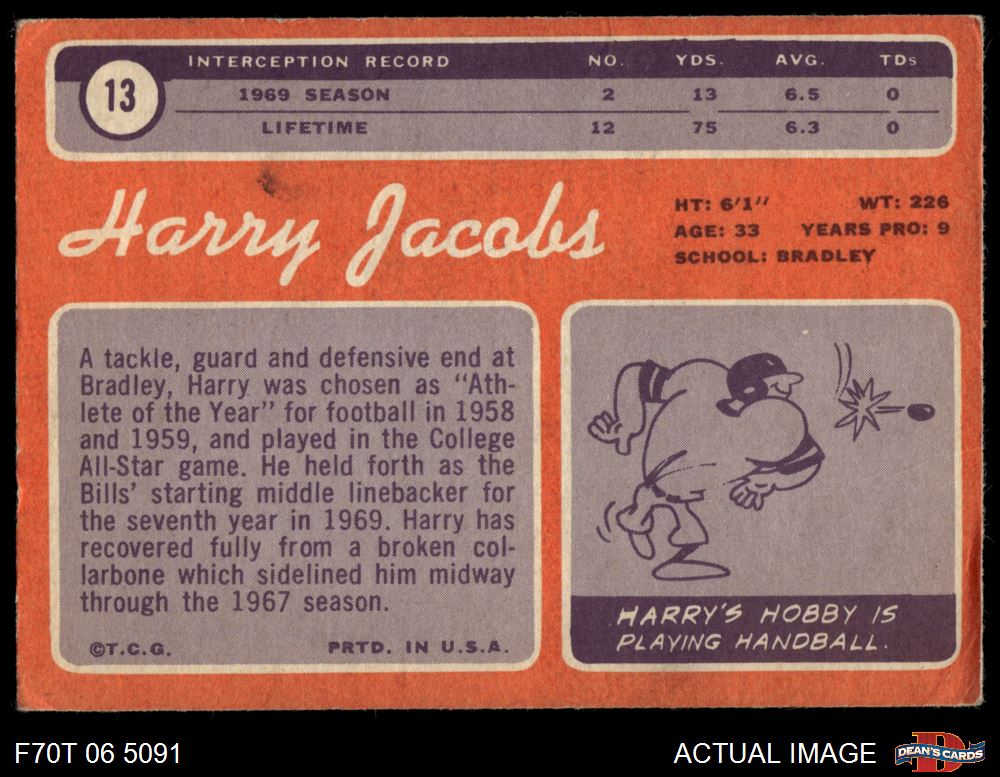 INTERCEPTION RECORD NO. YDS. AVG. TDs
13
1969 SEASON 2 13 6.5 0
LIFETIME 12 75 6.3 0
Harry Jacobs
HT: 6'1" WT: 226
AGE: 33 YEARS PRO: 9
SCHOOL: BRADLEY
A tackle, guard and defensive end at
Bradley, Harry was chosen as "Ath-
lete of the Year" for football in 1958
and 1959, and played in the College
All-Star game. He held forth as the
Bills' starting middle linebacker for
the seventh year in 1969. Harry has
recovered fully from a broken col-
larbone which sidelined him midway
through the 1967 season.
©T.C.G. PRTD. IN U.S.A.
HARRY'S HOBBY IS
PLAYING HANDBALL.
F70T 06 5091
ACTUAL IMAGE
D
DEAN'S CARDS